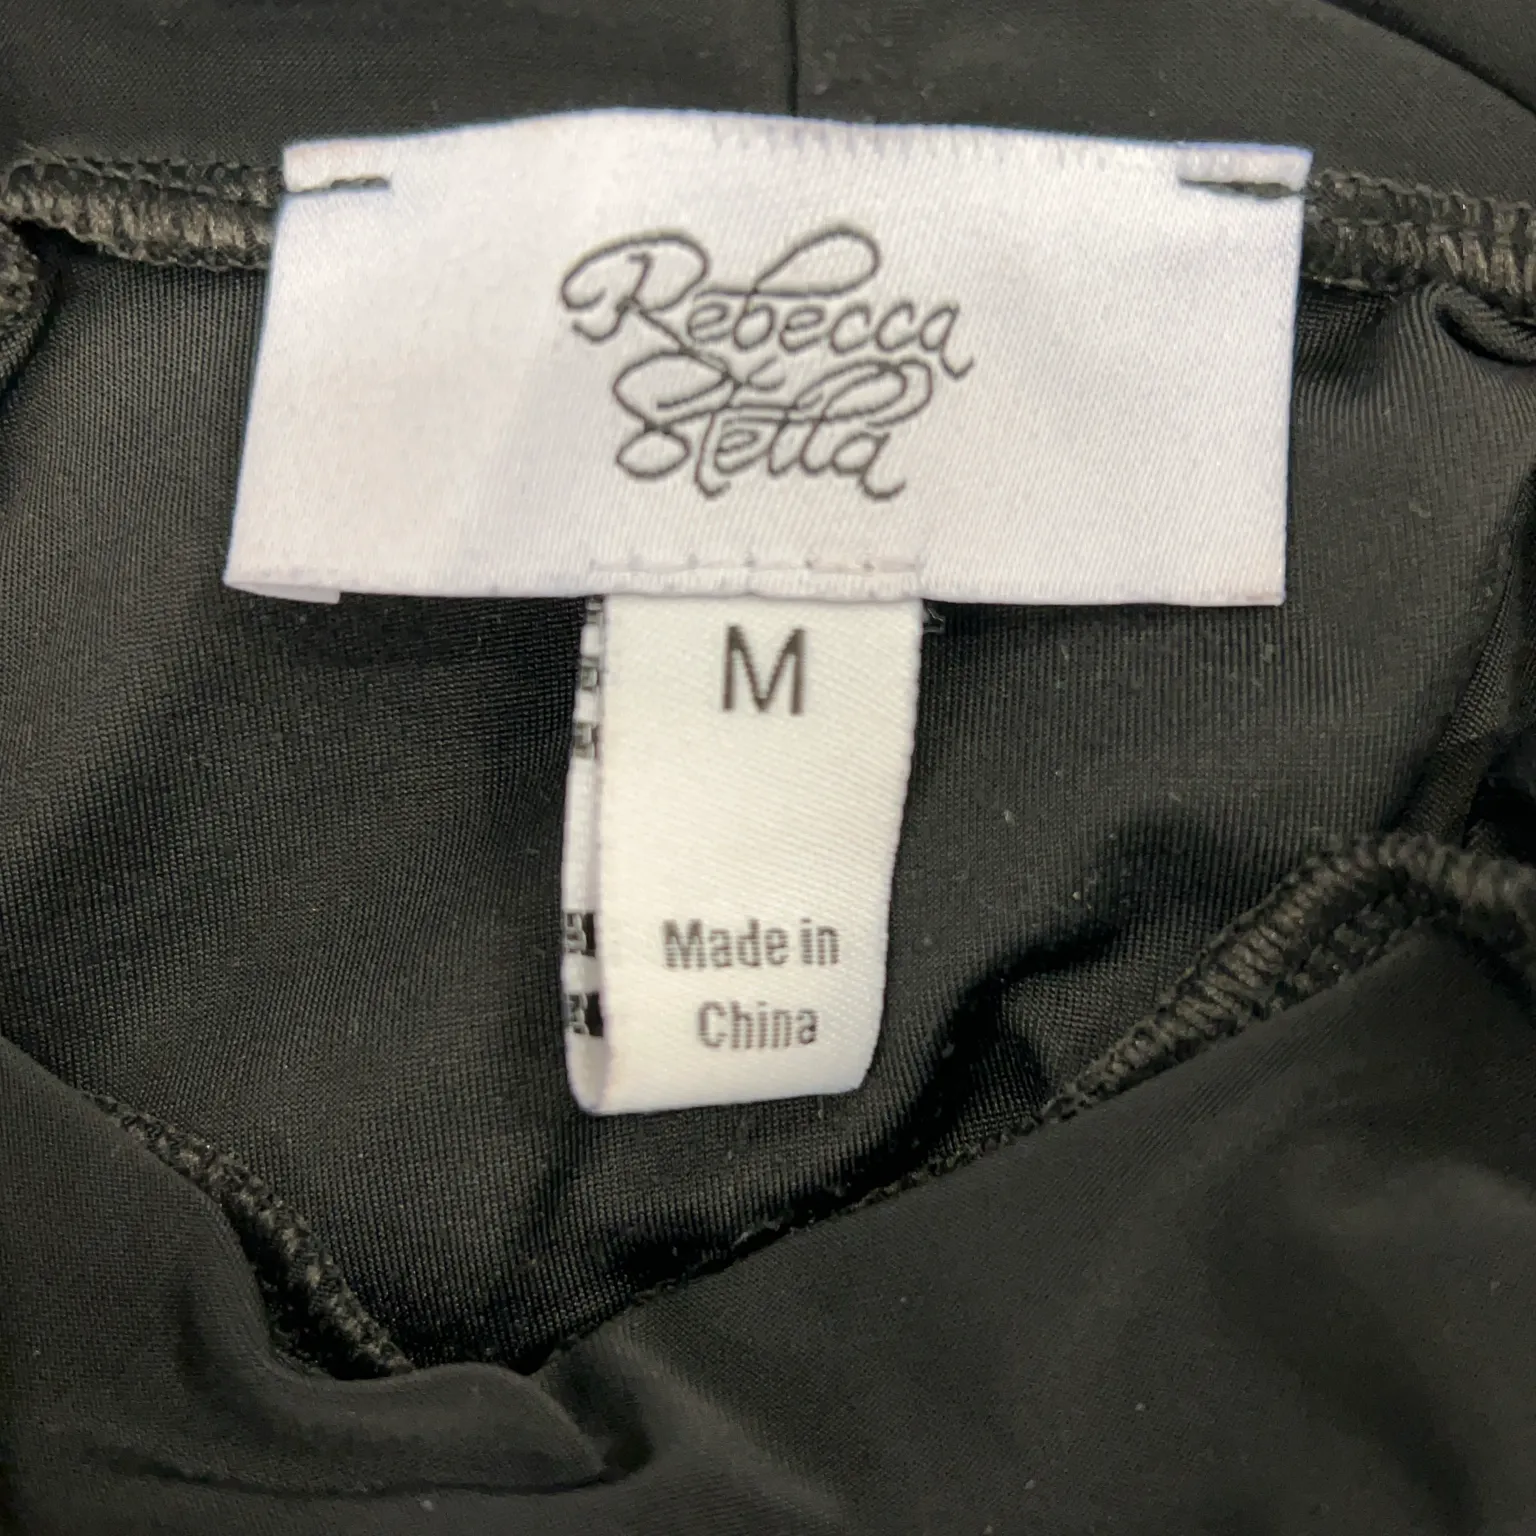 Rebecca
Stella
M
Made in
China